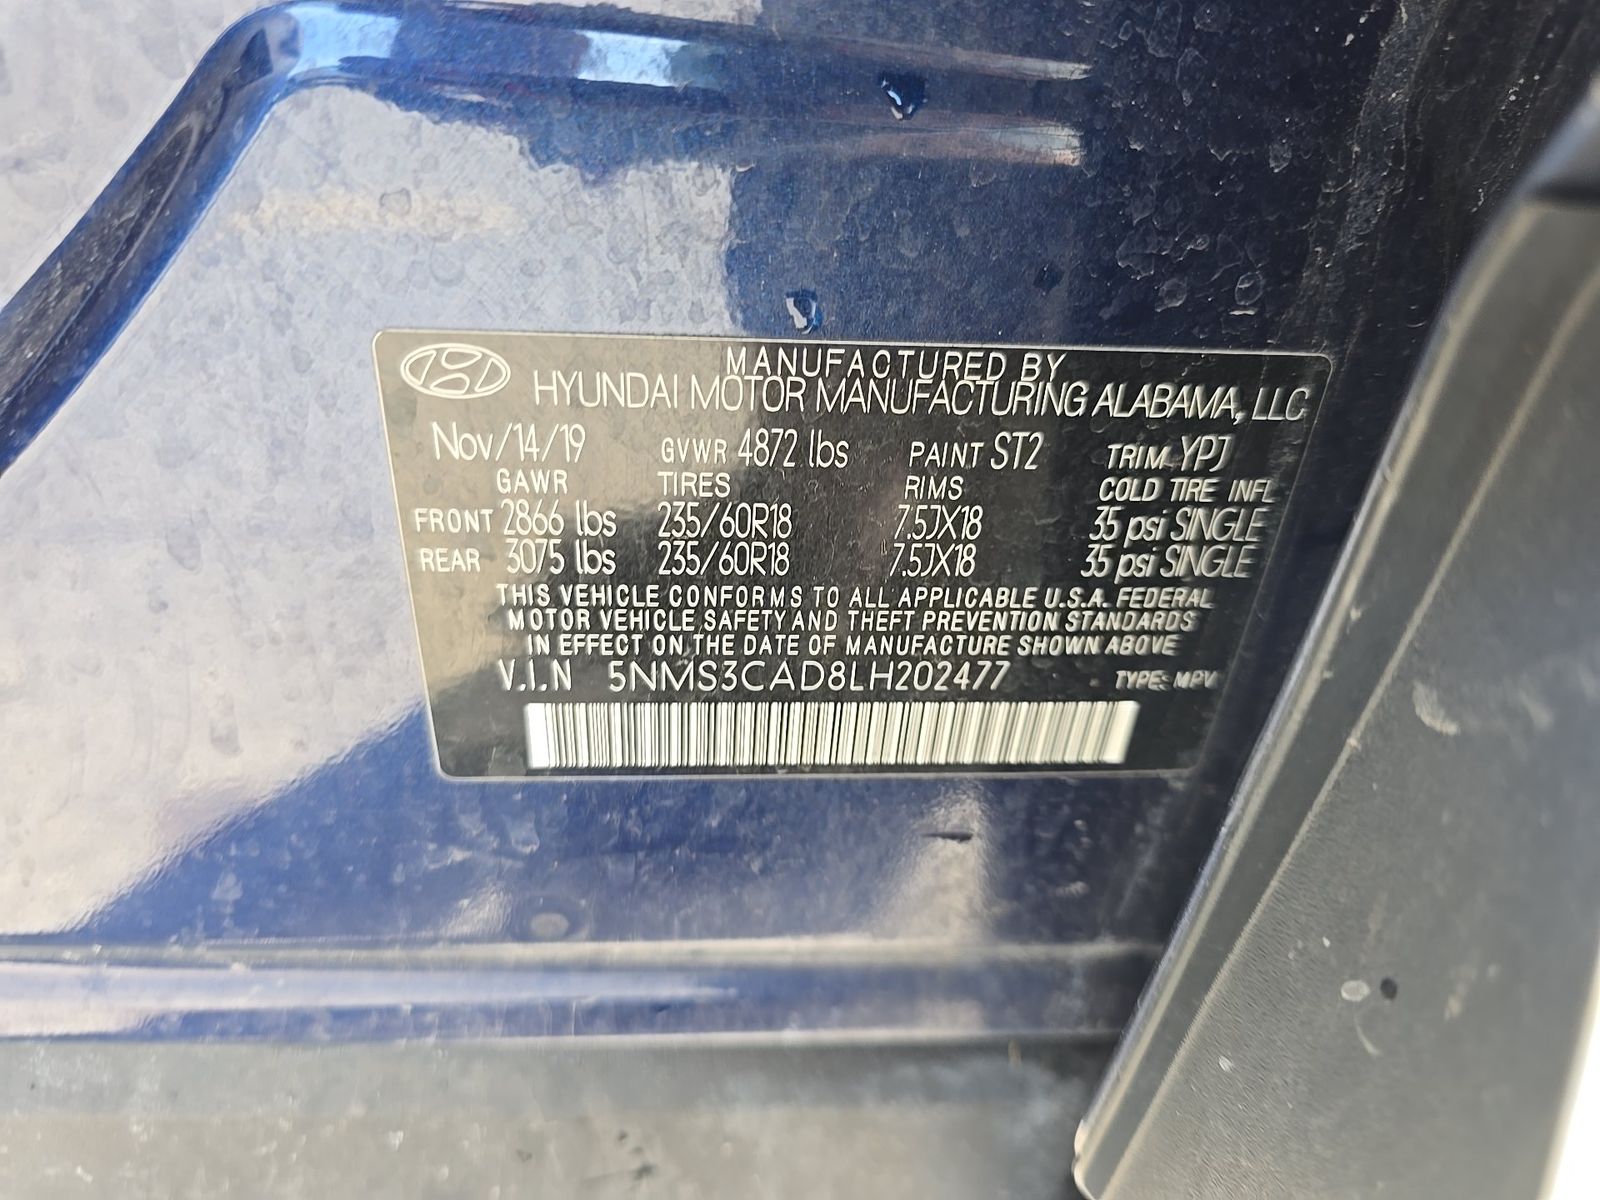 MANUFACTURED BY
HYUNDAI MOTOR MANUFACTURING ALABAMA, LLC
Nov/14/19 GVWR 4872 lbs PAINT ST2 TRIM YPJ
GAWR TIRES RIMS COLD TIRE INFL
FRONT 2866 lbs 235/60R18 7.5JX18 35 psi SINGLE
REAR 3075 lbs 235/60R18 7.5JX18 35 psi SINGLE
THIS VEHICLE CONFORMS TO ALL APPLICABLE U.S.A. FEDERAL
MOTOR VEHICLE SAFETY AND THEFT PREVENTION STANDARDS
IN EFFECT ON THE DATE OF MANUFACTURE SHOWN ABOVE
V.I.N 5NMS3CAD8LH202477 TYPE: MPV